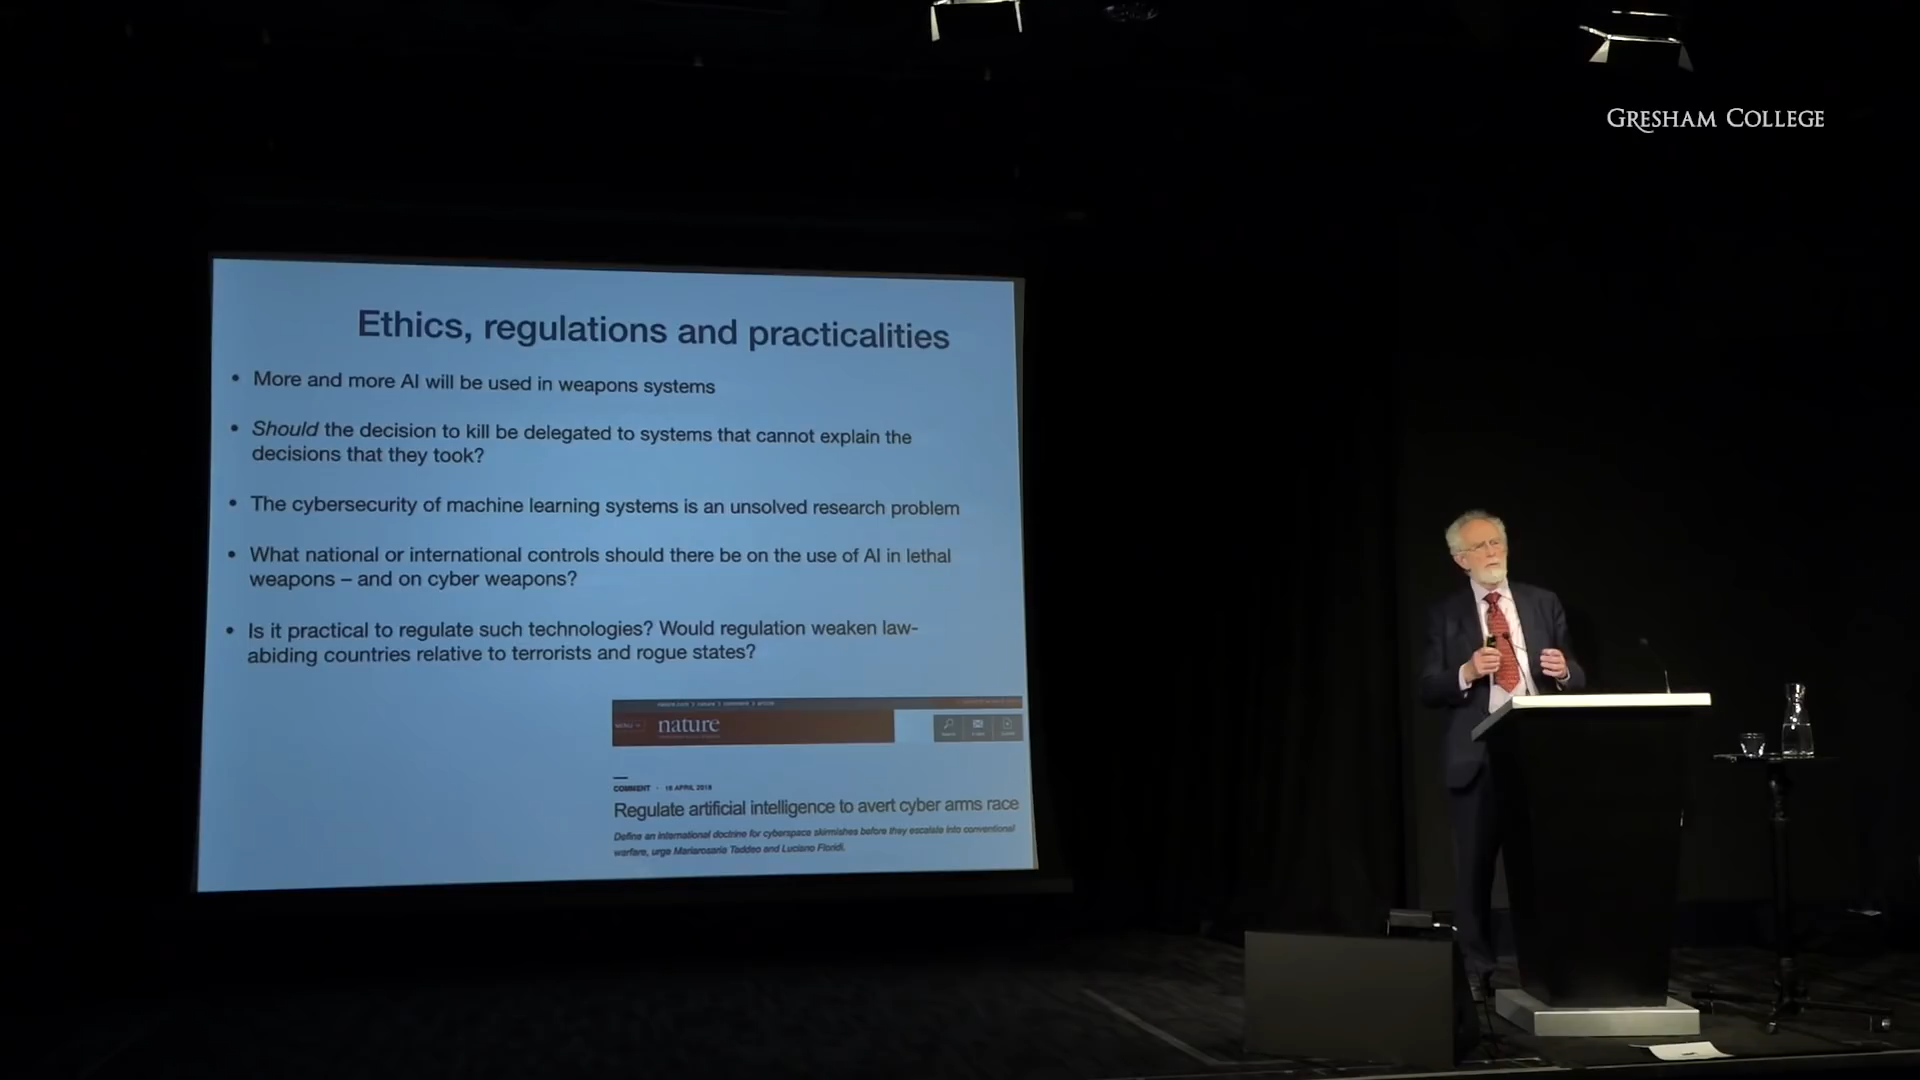 GRESHAM COLLEGE
Ethics, regulations and practicalities
• More and more AI will be used in weapons systems
• Should the decision to kill be delegated to systems that cannot explain the
decisions that they took?
• The cybersecurity of machine learning systems is an unsolved research problem
• What national or international controls should there be on the use of AI in lethal
weapons – and on cyber weapons?
• Is it practical to regulate such technologies? Would regulation weaken law-
abiding countries relative to terrorists and rogue states?
nature
COMMENT · 16 APRIL 2018
Regulate artificial intelligence to avert cyber arms race
Define an international doctrine for cyberspace skirmishes before they escalate into conventional
warfare, urge Mariarosaria Taddeo and Luciano Floridi.